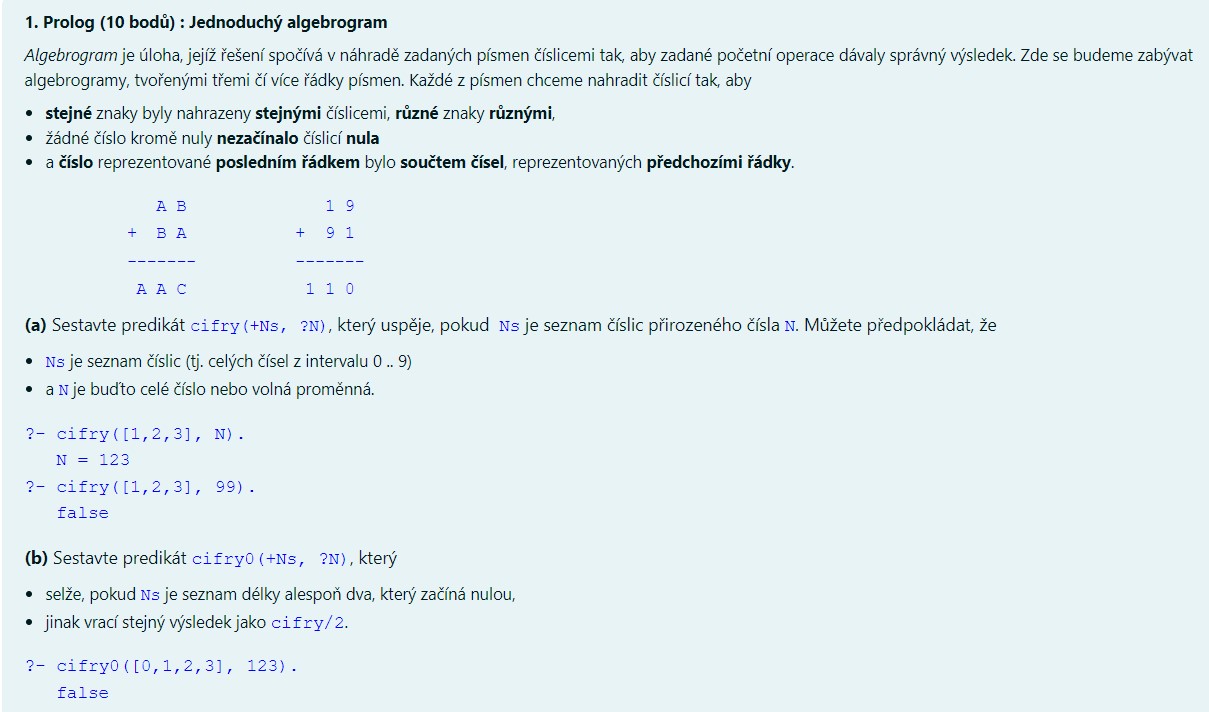 1. Prolog (10 bodů) : Jednoduchý algebrogram
Algebrogram je úloha, jejíž řešení spočívá v náhradě zadaných písmen číslicemi tak, aby zadané početní operace dávaly správný výsledek. Zde se budeme zabývat
algebrogramy, tvořenými třemi čí více řádky písmen. Každé z písmen chceme nahradit číslicí tak, aby
• stejné znaky byly nahrazeny stejnými číslicemi, různé znaky různými,
• žádné číslo kromě nuly nezačínalo číslicí nula
• a číslo reprezentované posledním řádkem bylo součtem čísel, reprezentovaných předchozími řádky.
A B 1 9
+ B A + 9 1
------- -------
A A C 1 1 0
(a) Sestavte predikát cifry(+Ns, ?N), který uspěje, pokud Ns je seznam číslic přirozeného čísla N. Můžete předpokládat, že
• Ns je seznam číslic (tj. celých čísel z intervalu 0 .. 9)
• a N je buďto celé číslo nebo volná proměnná.
?- cifry([1,2,3], N).
N = 123
?- cifry([1,2,3], 99).
false
(b) Sestavte predikát cifry0(+Ns, ?N), který
• selže, pokud Ns je seznam délky alespoň dva, který začíná nulou,
• jinak vrací stejný výsledek jako cifry/2.
?- cifry0([0,1,2,3], 123).
false